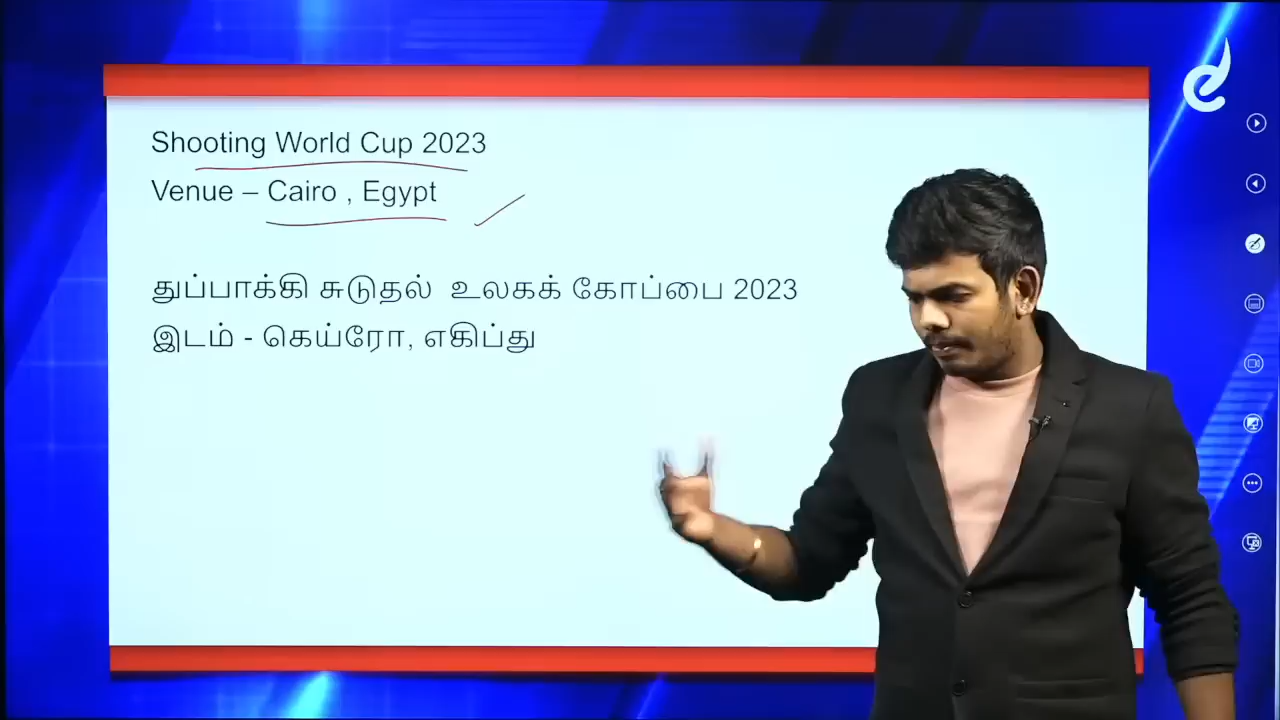 Shooting World Cup 2023
Venue – Cairo , Egypt
துப்பாக்கி சுடுதல் உலகக் கோப்பை 2023
இடம் - கெய்ரோ, எகிப்து